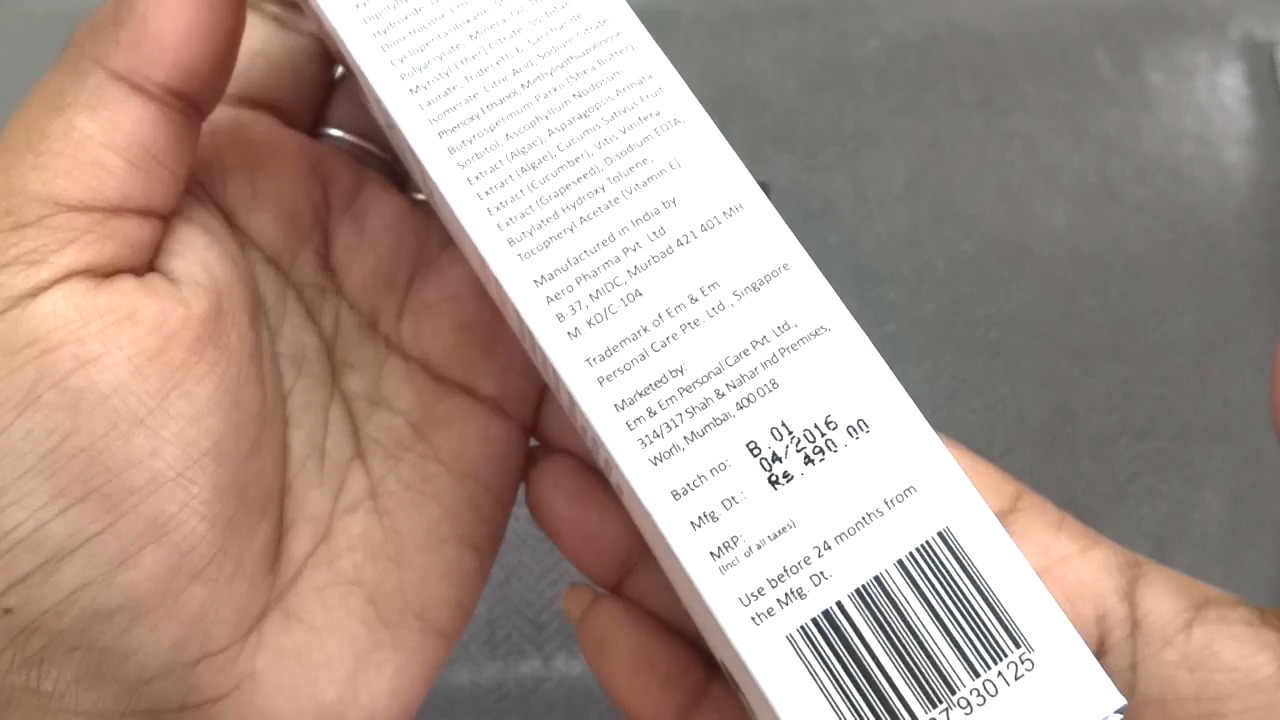 Hydroxide
Polyacrylate, Mineral Oil
Myristyl Ether) Citrate, Sorbitan
Laurate, Trideceth 6, Saccharide
Isomerate, Citric Acid, Sodium Citrate
Phenoxy Ethanol, Methylisothiazolinone
Butyrospermum Parkii (Shea Butter),
Sorbitol, Ascophyllum Nodosum
Extract (Algae), Asparagopsis Armata
Extract (Algae), Cucumis Sativus Fruit
Extract (Cucumber), Vitis Vinifera
Extract (Grapeseed), Disodium EDTA,
Butylated Hydroxy Toluene,
Tocopheryl Acetate (Vitamin E)
Manufactured in India by
Aero Pharma Pvt. Ltd
B-37, MIDC, Murbad 421 401 MH
M. KD/C-104
Trademark of Em & Em
Personal Care Pte. Ltd., Singapore
Marketed by:
Em & Em Personal Care Pvt. Ltd.,
314/317 Shah & Nahar Ind Premises,
Worli, Mumbai, 400 018
Batch no: B.01
Mfg. Dt.: 04/2016
MRP: Rs.490.00
(Incl of all taxes)
Use before 24 months from
the Mfg. Dt.
7 930125